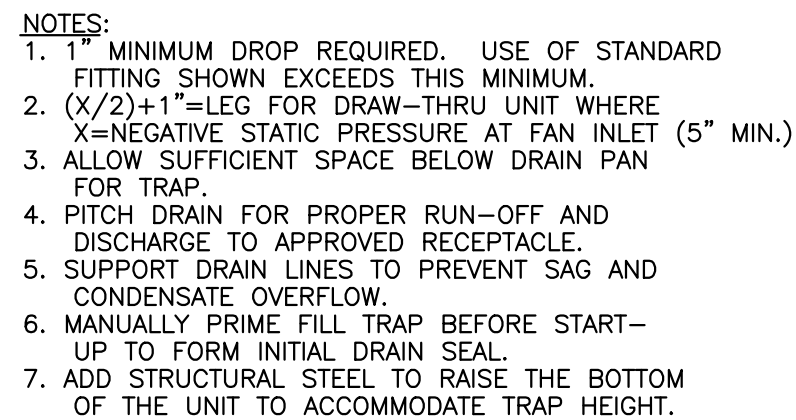 NOTES:
1. 1" MINIMUM DROP REQUIRED. USE OF STANDARD
FITTING SHOWN EXCEEDS THIS MINIMUM.
2. (X/2)+1"=LEG FOR DRAW-THRU UNIT WHERE
X=NEGATIVE STATIC PRESSURE AT FAN INLET (5" MIN.)
3. ALLOW SUFFICIENT SPACE BELOW DRAIN PAN
FOR TRAP.
4. PITCH DRAIN FOR PROPER RUN-OFF AND
DISCHARGE TO APPROVED RECEPTACLE.
5. SUPPORT DRAIN LINES TO PREVENT SAG AND
CONDENSATE OVERFLOW.
6. MANUALLY PRIME FILL TRAP BEFORE START-
UP TO FORM INITIAL DRAIN SEAL.
7. ADD STRUCTURAL STEEL TO RAISE THE BOTTOM
OF THE UNIT TO ACCOMMODATE TRAP HEIGHT.